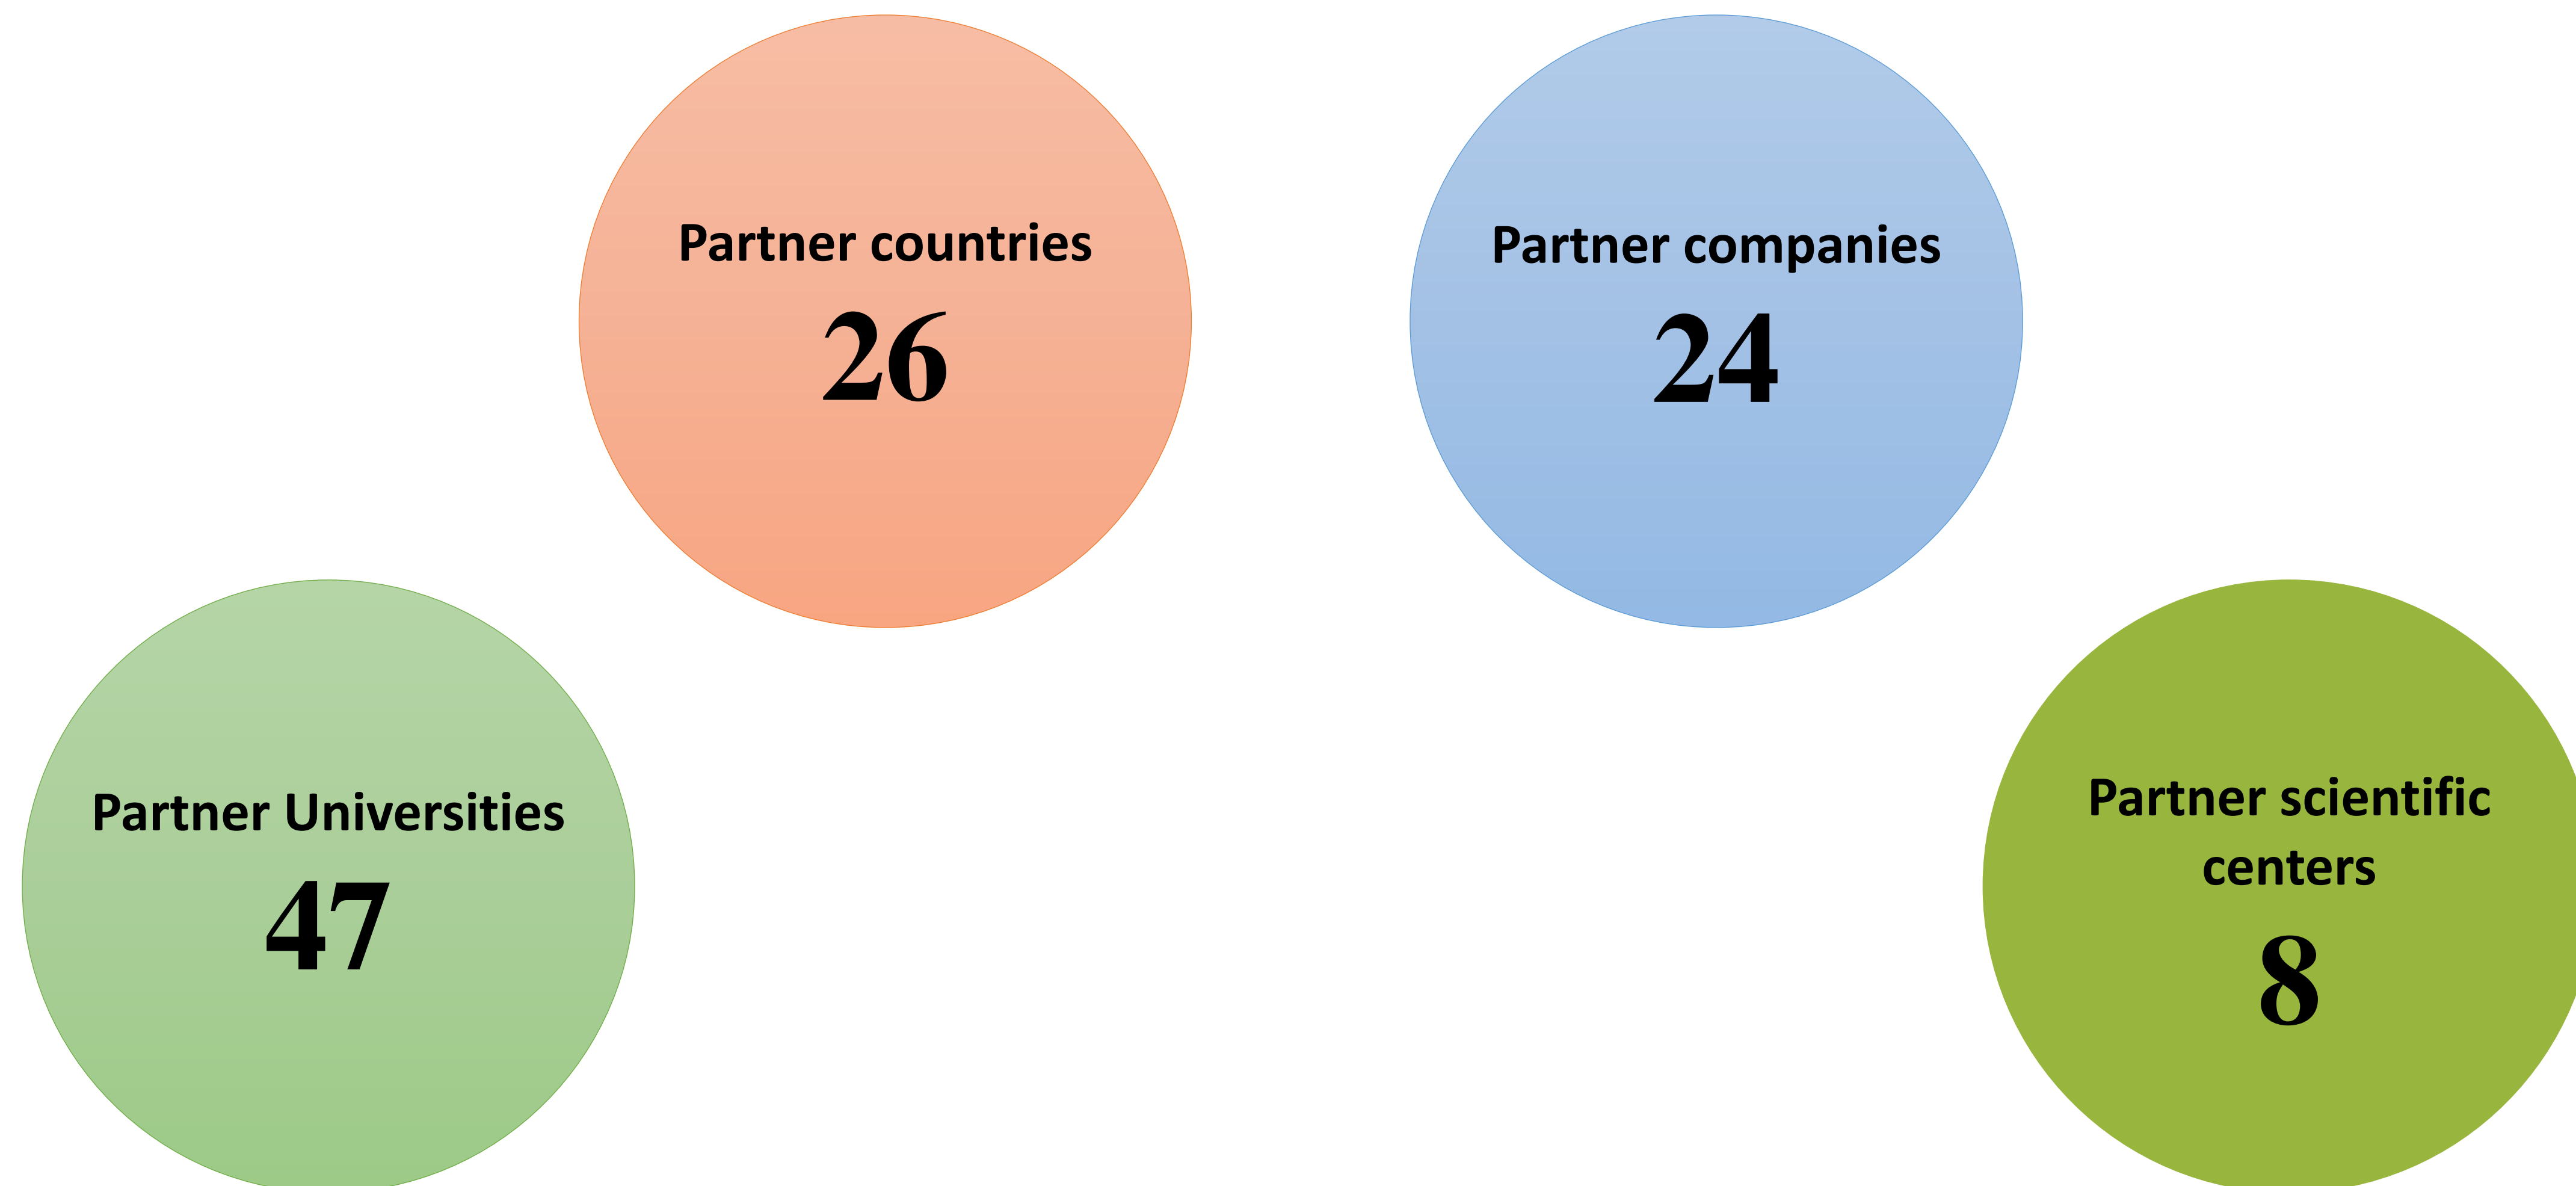 Partner countries
26
Partner companies
24
Partner Universities
47
Partner scientific
centers
8